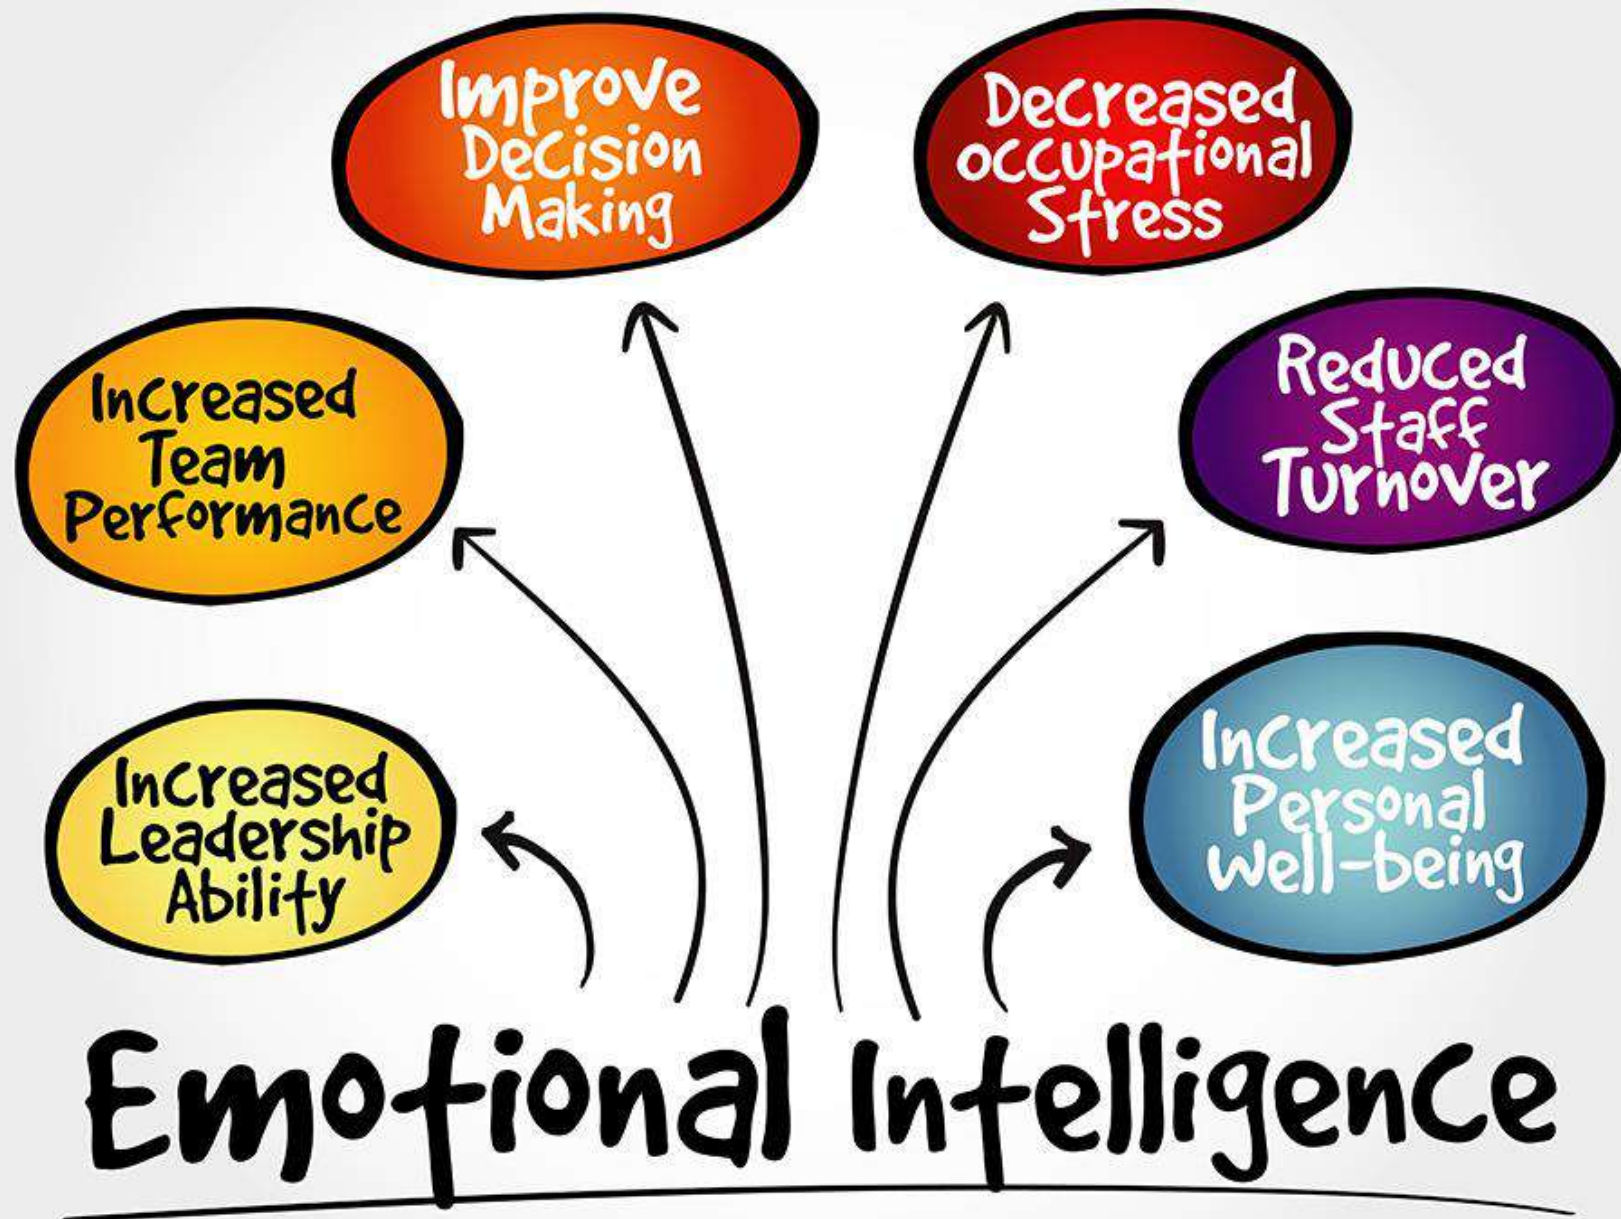 Improve
Decision
Making
Decreased
occupational
Stress
Increased
Team
Performance
Reduced
Staff
Turnover
Increased
Leadership
Ability
Increased
Personal
well-being
Emotional Intelligence